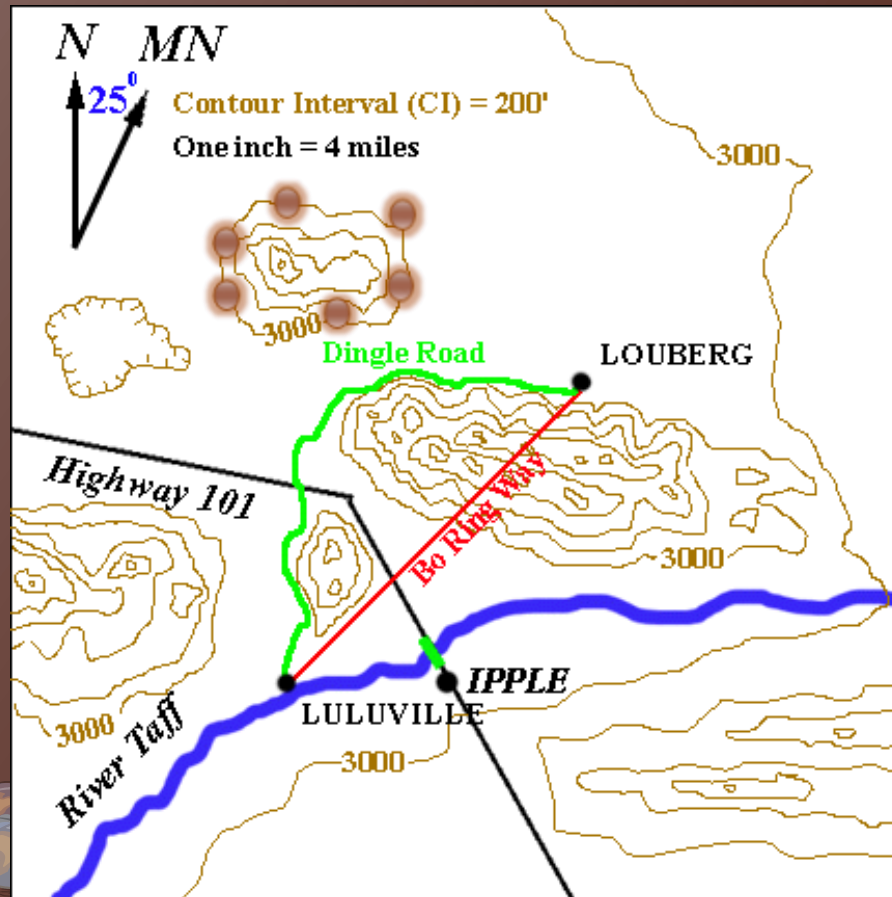 N MN
25°
Contour Interval (CI) = 200'
One inch = 4 miles
3000
3000
Dingle Road
LOUBERG
Highway 101
Bo Ring Way
3000
IPPLE
LULUVILLE
3000
River Taff
3000